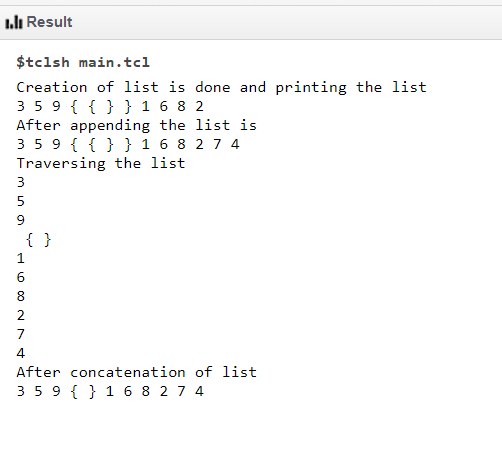 Result
$tclsh main.tcl
Creation of list is done and printing the list
3 5 9 { { } } 1 6 8 2
After appending the list is
3 5 9 { { } } 1 6 8 2 7 4
Traversing the list
3
5
9
{ }
1
6
8
2
7
4
After concatenation of list
3 5 9 { } 1 6 8 2 7 4